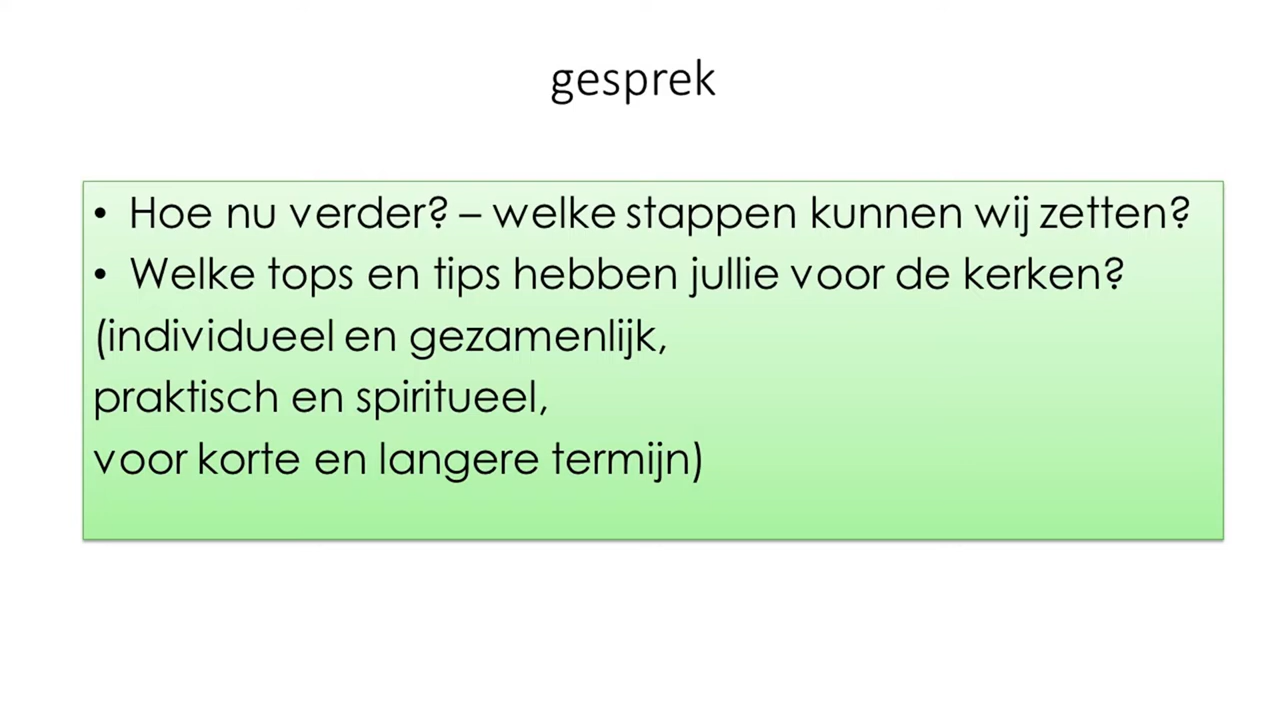 gesprek
• Hoe nu verder? – welke stappen kunnen wij zetten?
• Welke tops en tips hebben jullie voor de kerken?
(individueel en gezamenlijk,
praktisch en spiritueel,
voor korte en langere termijn)